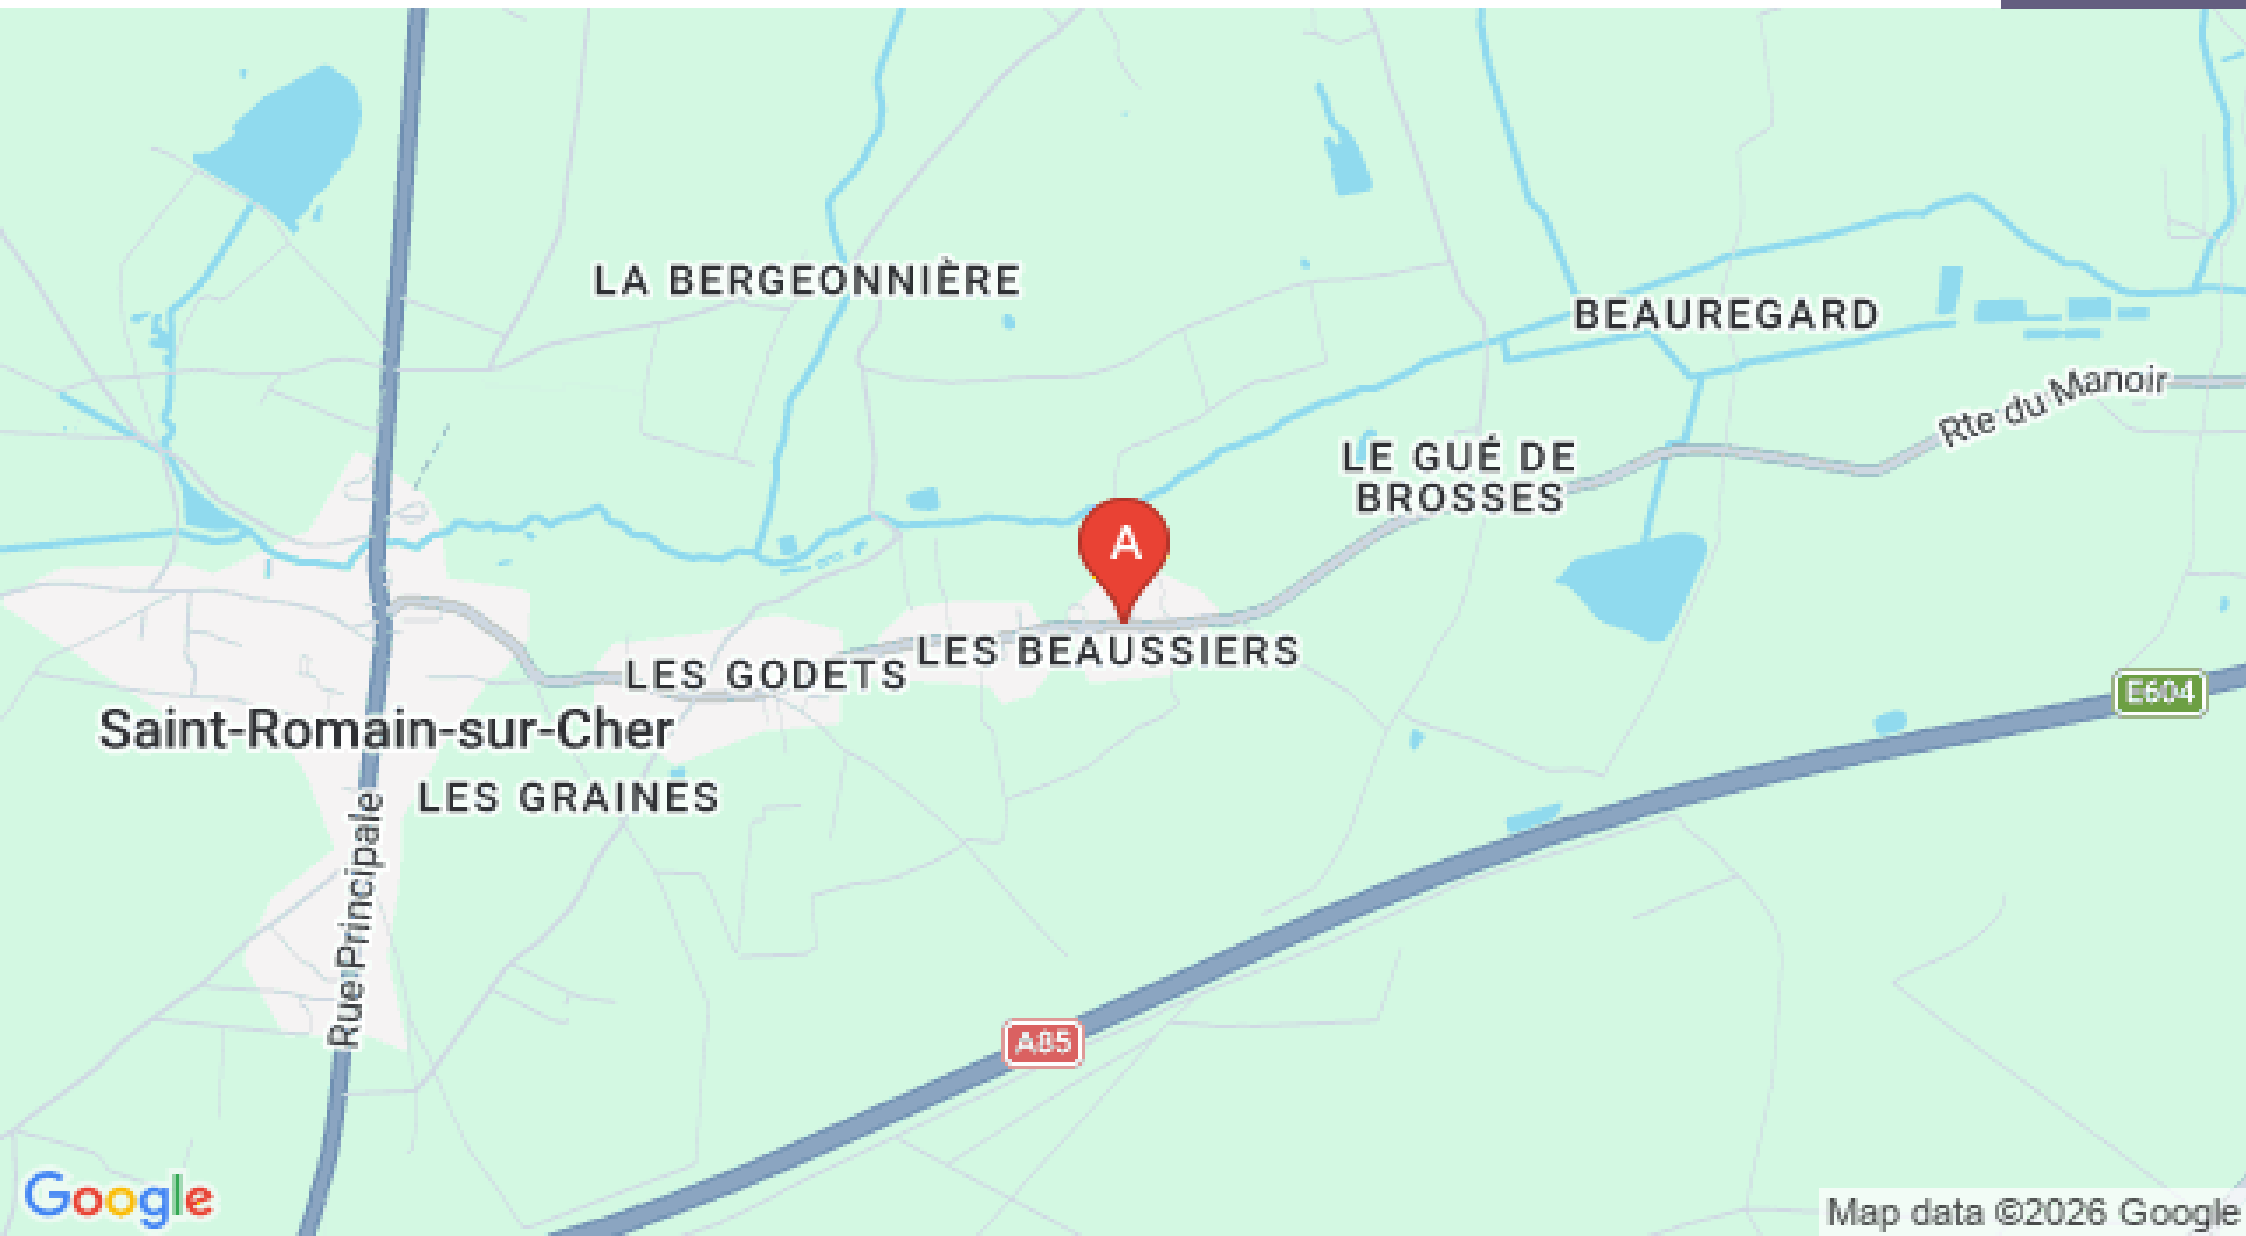 LA BERGEONNIÈRE
BEAUREGARD
Rte du Manoir
LE GUÉ DE
BROSSES
A
LES BEAUSSIERS
LES GODETS
E604
Saint-Romain-sur-Cher
LES GRAINES
Rue Principale
A85
Google
Map data ©2026 Google